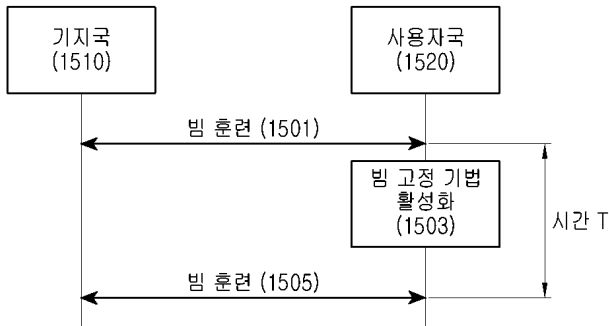 기지국
(1510)
사용자국
(1520)
빔 훈련 (1501)
빔 고정 기법
활성화
(1503)
시간 T
빔 훈련 (1505)